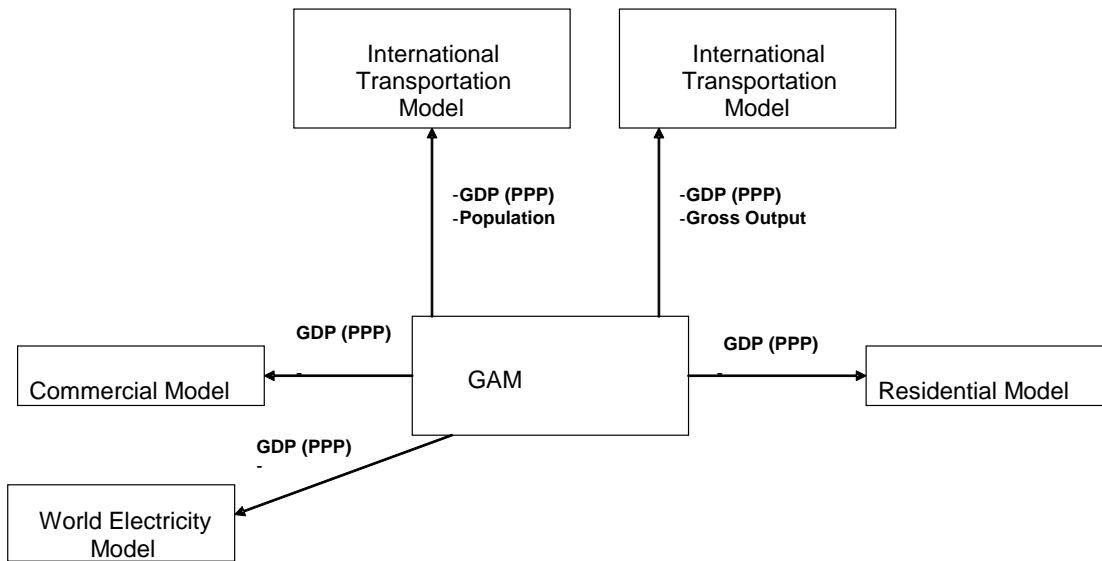 International
Transportation
Model
International
Transportation
Model
-GDP (PPP)
-Population
-GDP (PPP)
-Gross Output
GDP (PPP)
-
Commercial Model
GAM
GDP (PPP)
-
Residential Model
GDP (PPP)
-
World Electricity
Model